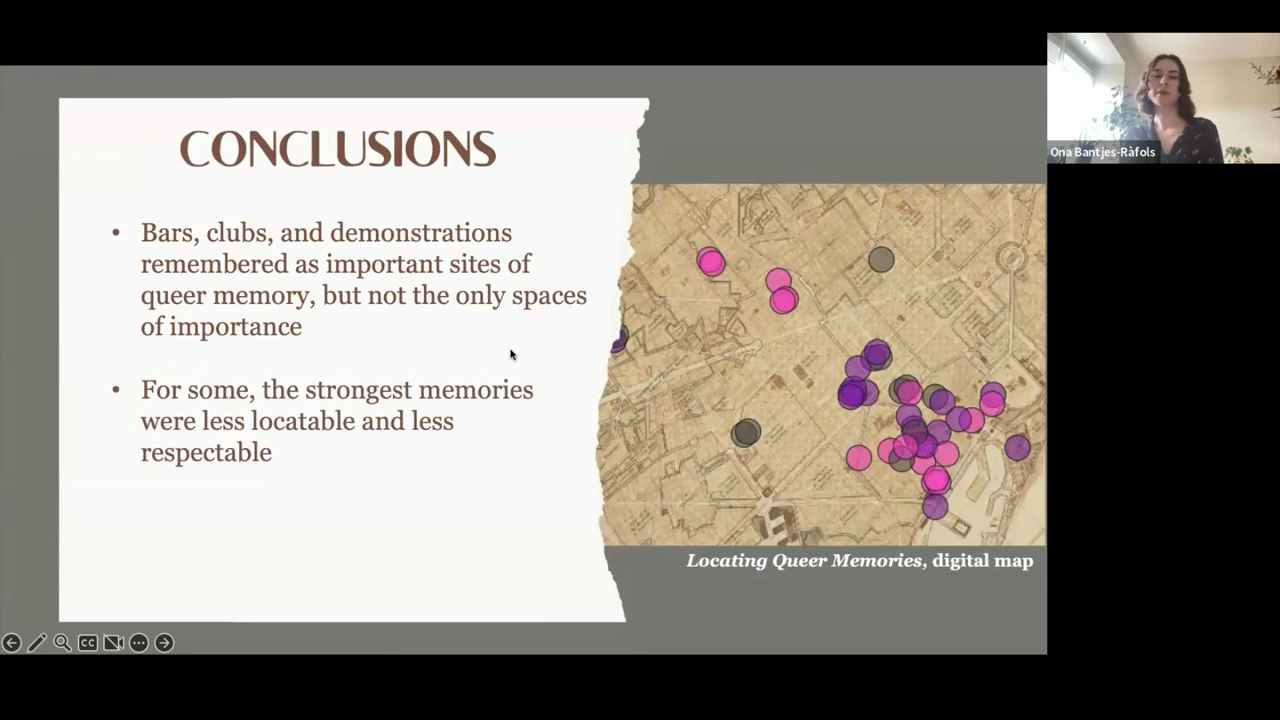 CONCLUSIONS
• Bars, clubs, and demonstrations
remembered as important sites of
queer memory, but not the only spaces
of importance
• For some, the strongest memories
were less locatable and less
respectable
Locating Queer Memories, digital map
Ona Bantjes-Ràfols
CC